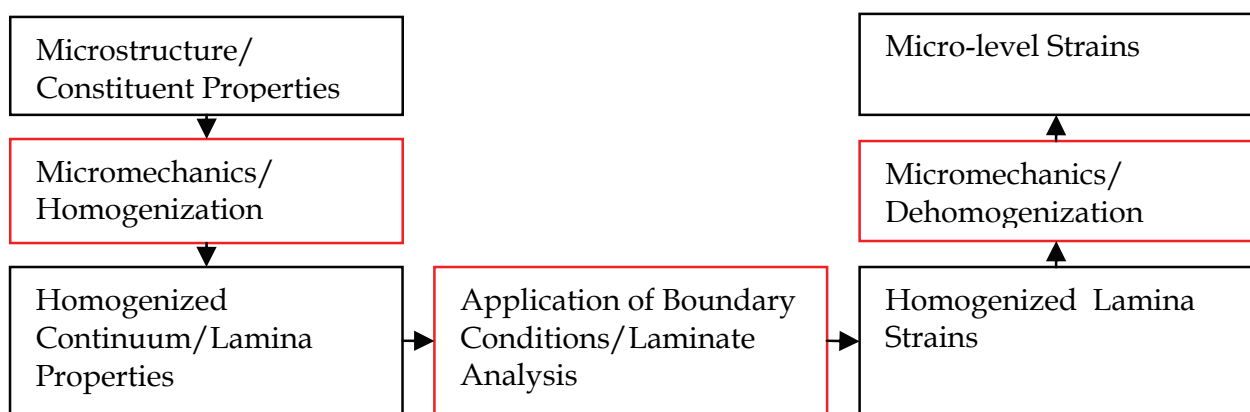 Microstructure/
Constituent Properties
Micromechanics/
Homogenization
Homogenized
Continuum/Lamina
Properties
Application of Boundary
Conditions/Laminate
Analysis
Homogenized Lamina
Strains
Micromechanics/
Dehomogenization
Micro-level Strains